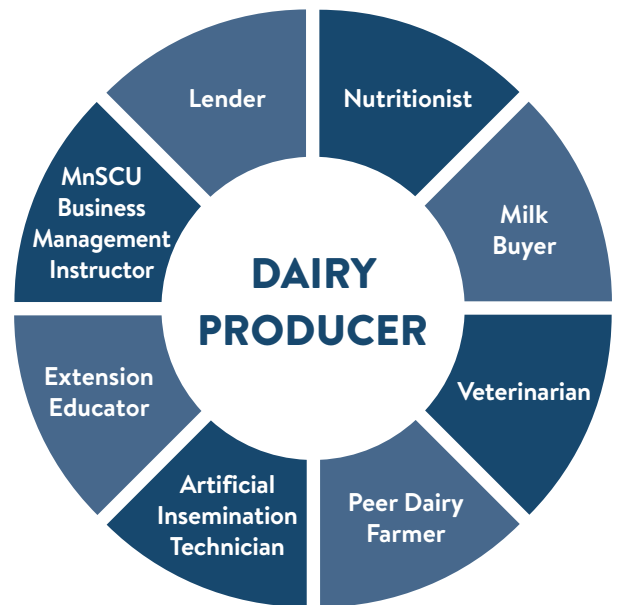 Lender
Nutritionist
MnSCU
Business
Management
Instructor
Milk
Buyer
DAIRY
PRODUCER
Extension
Educator
Veterinarian
Artificial
Insemination
Technician
Peer Dairy
Farmer